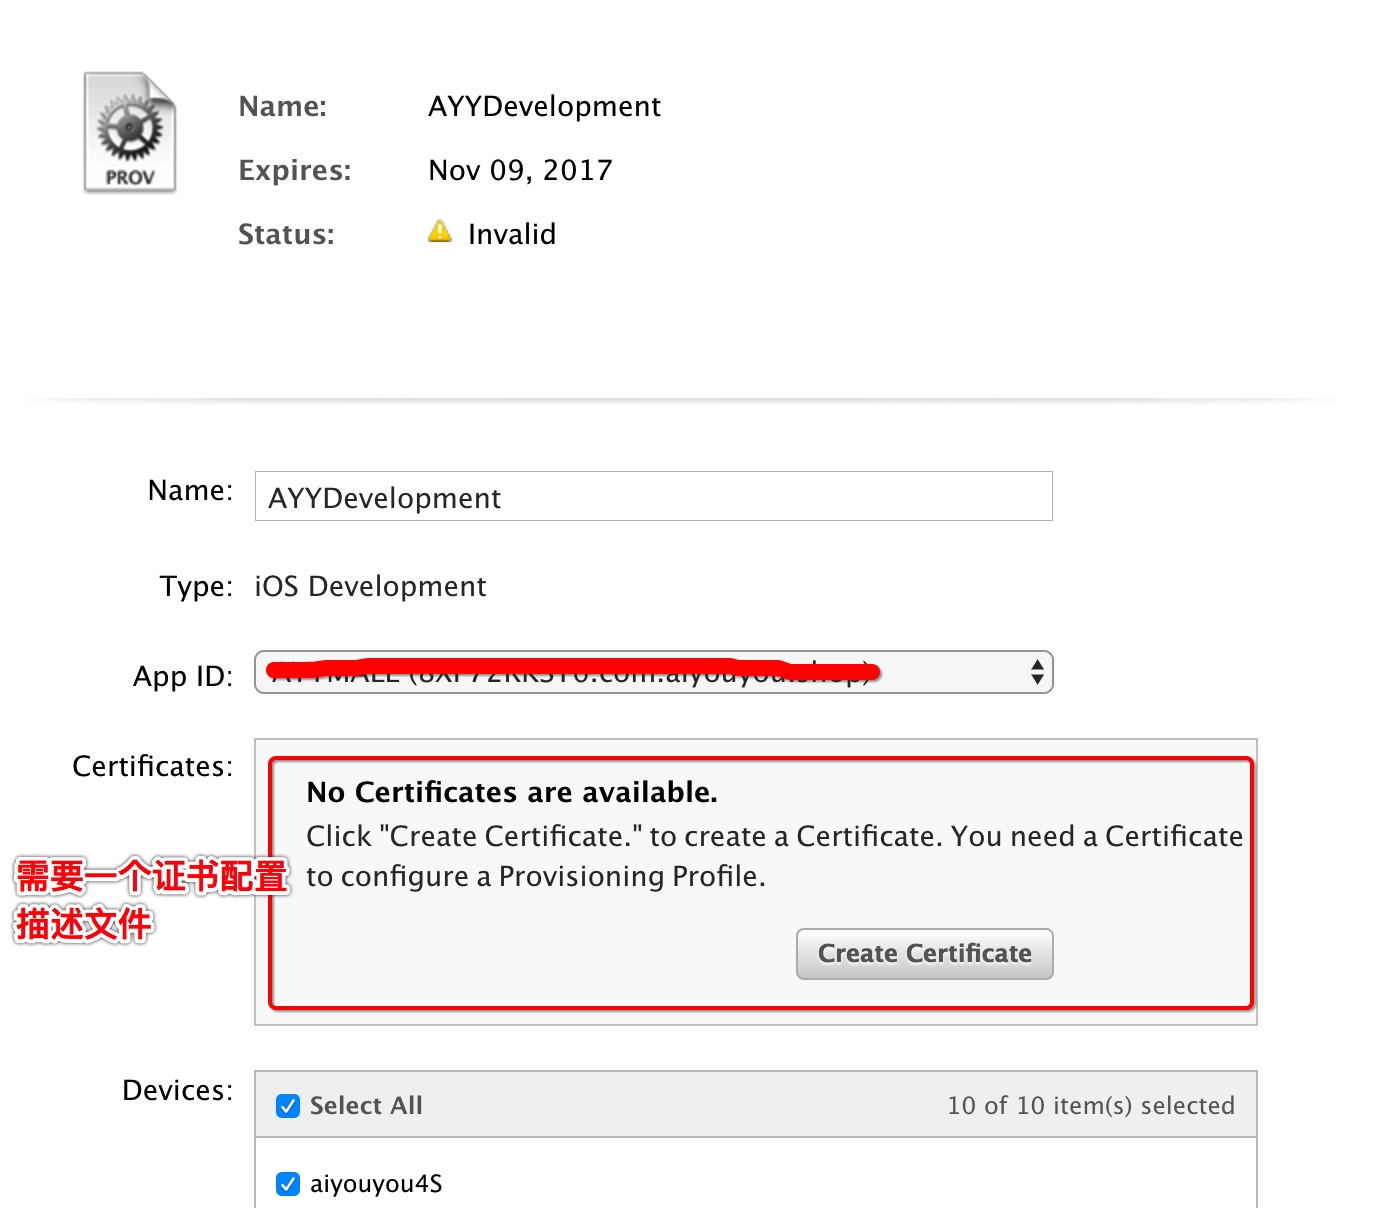 PROV
Name: AYYDevelopment
Expires: Nov 09, 2017
Status: Invalid
Name: AYYDevelopment
Type: iOS Development
App ID:
Certificates:
No Certificates are available.
Click "Create Certificate." to create a Certificate. You need a Certificate
to configure a Provisioning Profile.
需要一个证书配置
描述文件
Create Certificate
Devices:
Select All 10 of 10 item(s) selected
aiyouyou4S